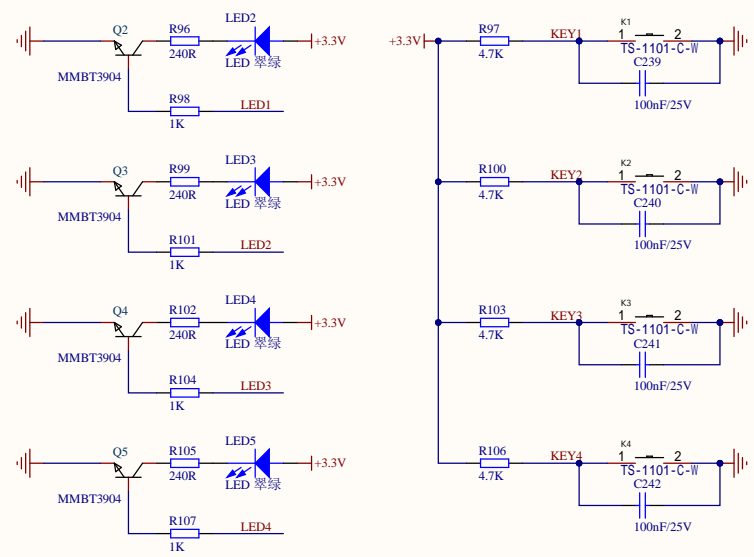 Q2 R96 LED2
+3.3V
240R LED 翠绿
MMBT3904
R98 LED1
1K
Q3 R99 LED3
+3.3V
240R LED 翠绿
MMBT3904
R101 LED2
1K
Q4 R102 LED4
+3.3V
240R LED 翠绿
MMBT3904
R104 LED3
1K
Q5 R105 LED5
+3.3V
240R LED 翠绿
MMBT3904
R107 LED4
1K
+3.3V R97 KEY1 K1
4.7K 1 2
TS-1101-C-W
C239
100nF/25V
R100 KEY2 K2
4.7K 1 2
TS-1101-C-W
C240
100nF/25V
R103 KEY3 K3
4.7K 1 2
TS-1101-C-W
C241
100nF/25V
R106 KEY4 K4
4.7K 1 2
TS-1101-C-W
C242
100nF/25V